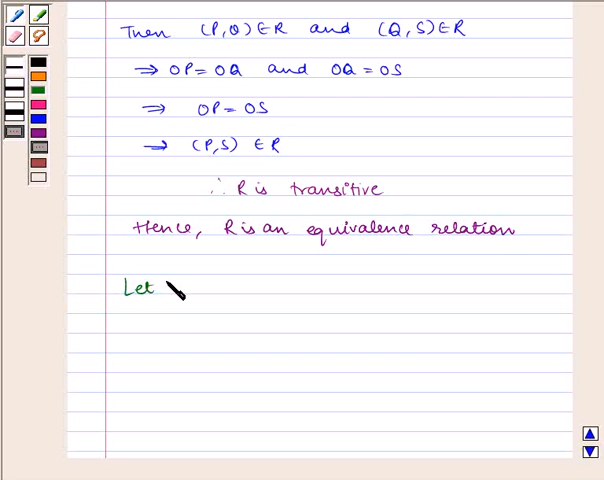 Then (P,Q)∈R and (Q,S)∈R
⇒ OP=OQ and OQ=OS
⇒ OP=OS
⇒ (P,S) ∈ R
∴ R is transitive
Hence, R is an equivalence relation
Let